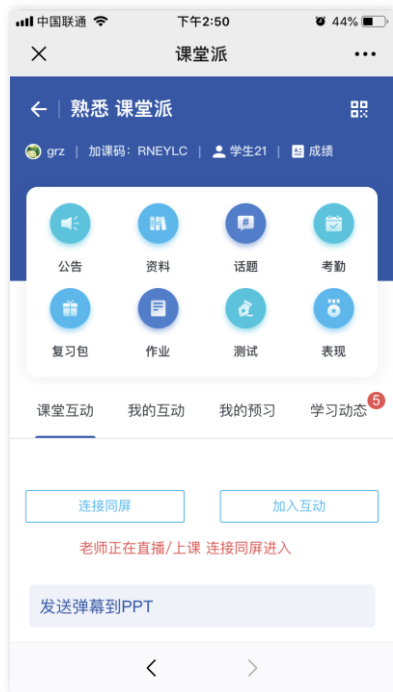 中国联通 下午2:50 44%
课堂派
熟悉 课堂派
grz | 加课码：RNEYLC | 学生21 | 成绩
公告 资料 话题 考勤
复习包 作业 测试 表现
课堂互动 我的互动 我的预习 学习动态 5
连接同屏 加入互动
老师正在直播/上课 连接同屏进入
发送弹幕到PPT